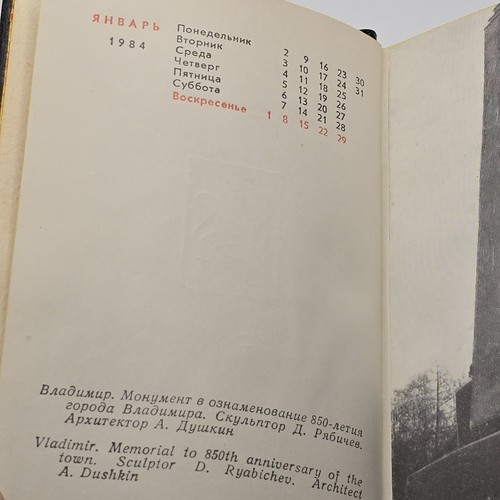 ЯНВАРЬ
1984
Понедельник 2 9 16 23 30
Вторник 3 10 17 24 31
Среда 4 11 18 25
Четверг 5 12 19 26
Пятница 6 13 20 27
Суббота 7 14 21 28
Воскресенье 1 8 15 22 29
Владимир. Монумент в ознаменование 850-летия
города Владимира. Скульптор Д. Рябичев.
Архитектор А. Душкин
Vladimir. Memorial to 850th anniversary of the
town. Sculptor D. Ryabichev. Architect
A. Dushkin